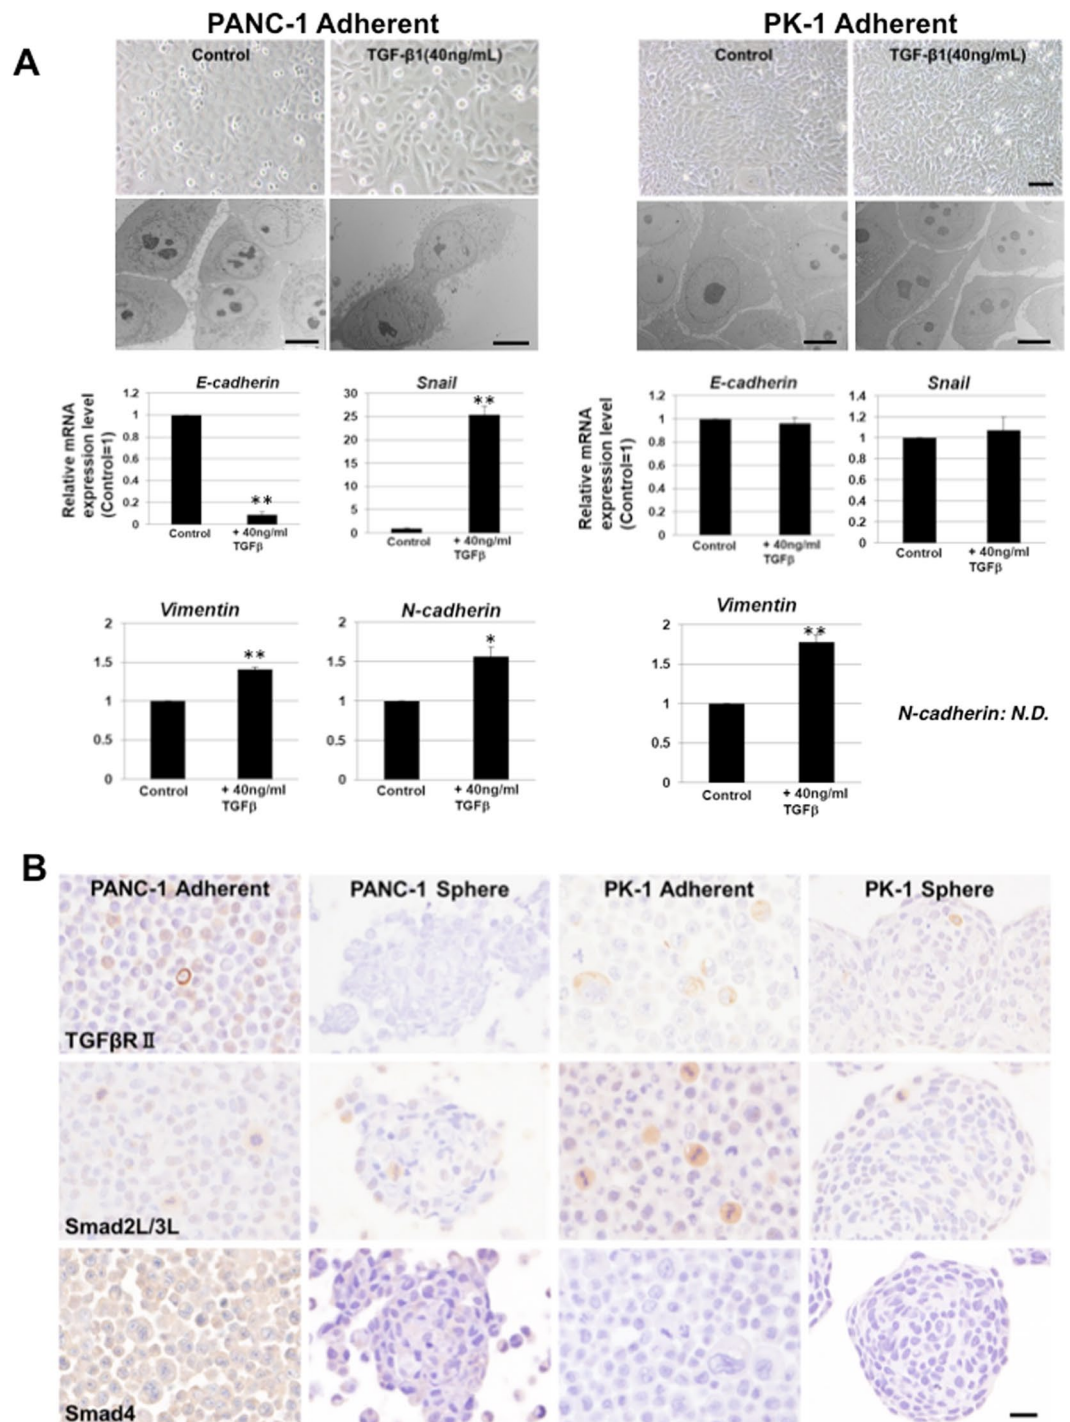 PANC-1 Adherent
PK-1 Adherent
A
Control
TGF-β1(40ng/mL)
Control
TGF-β1(40ng/mL)
E-cadherin
Relative mRNA
expression level
(Control=1)
1.2
1
0.8
0.6
0.4
0.2
0
**
Control
+ 40ng/ml
TGFβ
Snail
30
25
20
15
10
5
0
**
Control
+ 40ng/ml
TGFβ
E-cadherin
Relative mRNA
expression level
(Control=1)
1.2
1
0.8
0.6
0.4
0.2
0
Control
+ 40ng/ml
TGFβ
Snail
1.4
1.2
1
0.8
0.6
0.4
0.2
0
Control
+ 40ng/ml
TGFβ
Vimentin
2
1.5
1
0.5
0
**
Control
+ 40ng/ml
TGFβ
N-cadherin
2
1.5
1
0.5
0
*
Control
+ 40ng/ml
TGFβ
Vimentin
2
1.5
1
0.5
0
**
Control
+ 40ng/ml
TGFβ
N-cadherin: N.D.
B
PANC-1 Adherent
PANC-1 Sphere
PK-1 Adherent
PK-1 Sphere
TGFβR Ⅱ
Smad2L/3L
Smad4